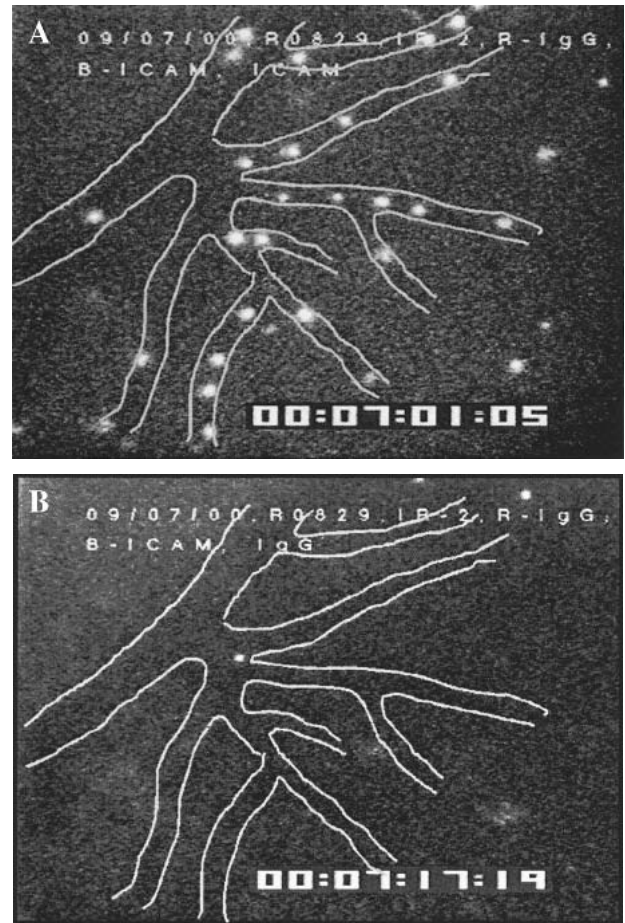 A
09/07/00,R0829,IR-2,R-IgG,
B-ICAM, ICAM
00:07:01:05
B
09/07/00,R0829,IR-2,R-IgG,
B-ICAM, IgG
00:07:17:19